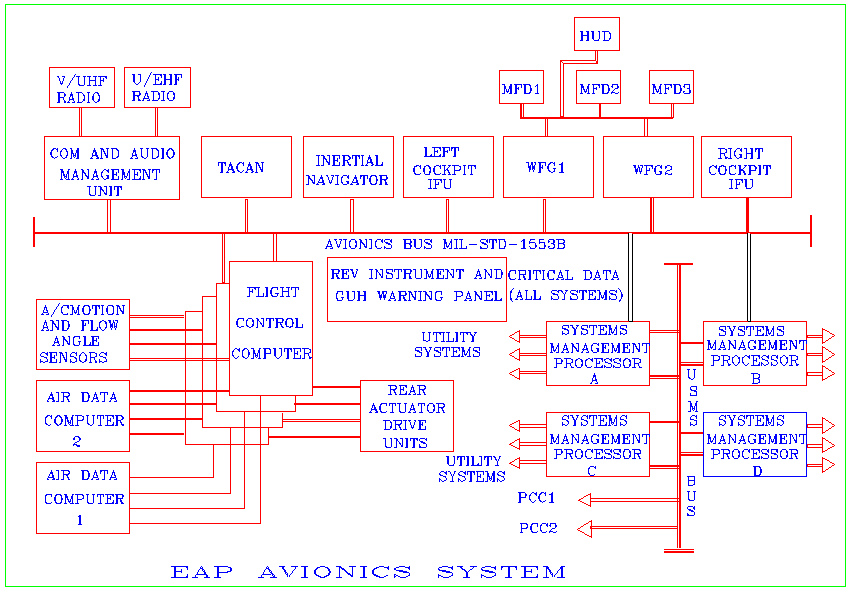 HUD
MFD1
MFD2
MFD3
V/UHF
RADIO
U/EHF
RADIO
COM AND AUDIO
MANAGEMENT
UNIT
TACAN
INERTIAL
NAVIGATOR
LEFT
COCKPIT
IFU
WFG1
WFG2
RIGHT
COCKPIT
IFU
AVIONICS BUS MIL-STD-1553B
REV INSTRUMENT AND
GUH WARNING PANEL
CRITICAL DATA
(ALL SYSTEMS)
FLIGHT
CONTROL
COMPUTER
A/CMOTION
AND FLOW
ANGLE
SENSORS
AIR DATA
COMPUTER
2
AIR DATA
COMPUTER
1
REAR
ACTUATOR
DRIVE
UNITS
UTILITY
SYSTEMS
SYSTEMS
MANAGEMENT
PROCESSOR
A
SYSTEMS
MANAGEMENT
PROCESSOR
B
UTILITY
SYSTEMS
SYSTEMS
MANAGEMENT
PROCESSOR
C
SYSTEMS
MANAGEMENT
PROCESSOR
D
USMS
BUS
PCC1
PCC2
EAP AVIONICS SYSTEM